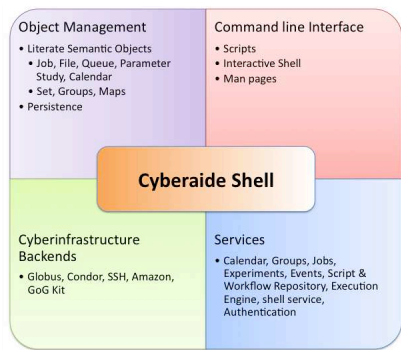 Object Management
• Literate Semantic Objects
• Job, File, Queue, Parameter
Study, Calendar
• Set, Groups, Maps
• Persistence
Command line Interface
• Scripts
• Interactive Shell
• Man pages
Cyberaide Shell
Cyberinfrastructure
Backends
• Globus, Condor, SSH, Amazon,
GoG Kit
Services
• Calendar, Groups, Jobs,
Experiments, Events, Script &
Workflow Repository, Execution
Engine, shell service,
Authentication